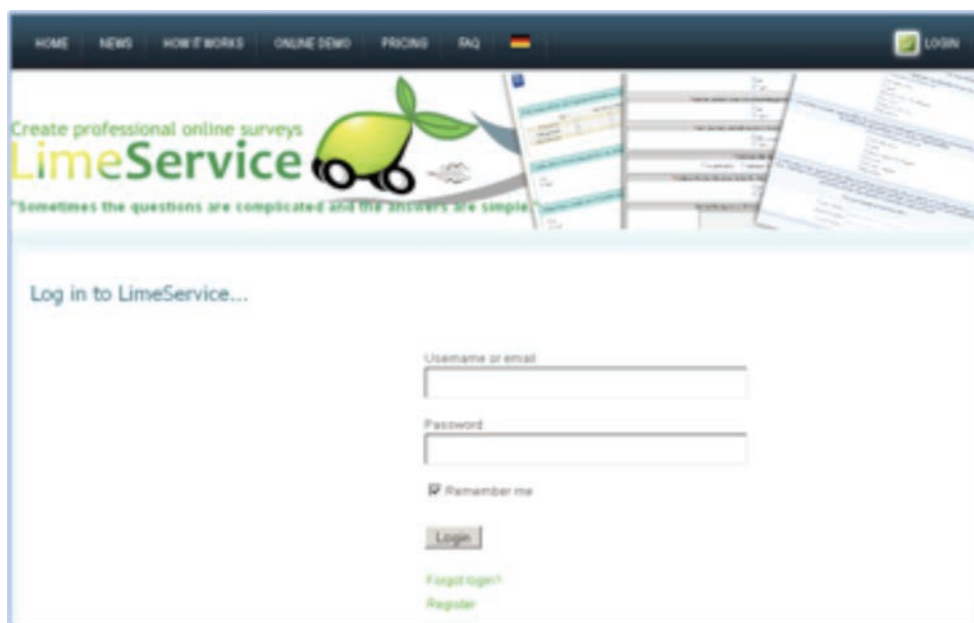 HOME NEWS HOW IT WORKS ONLINE DEMO PRICING FAQ LOGIN
Create professional online surveys
LimeService
"Sometimes the questions are complicated and the answers are simple."
Log in to LimeService...
Username or email
Password
Remember me
Login
Forgot login?
Register